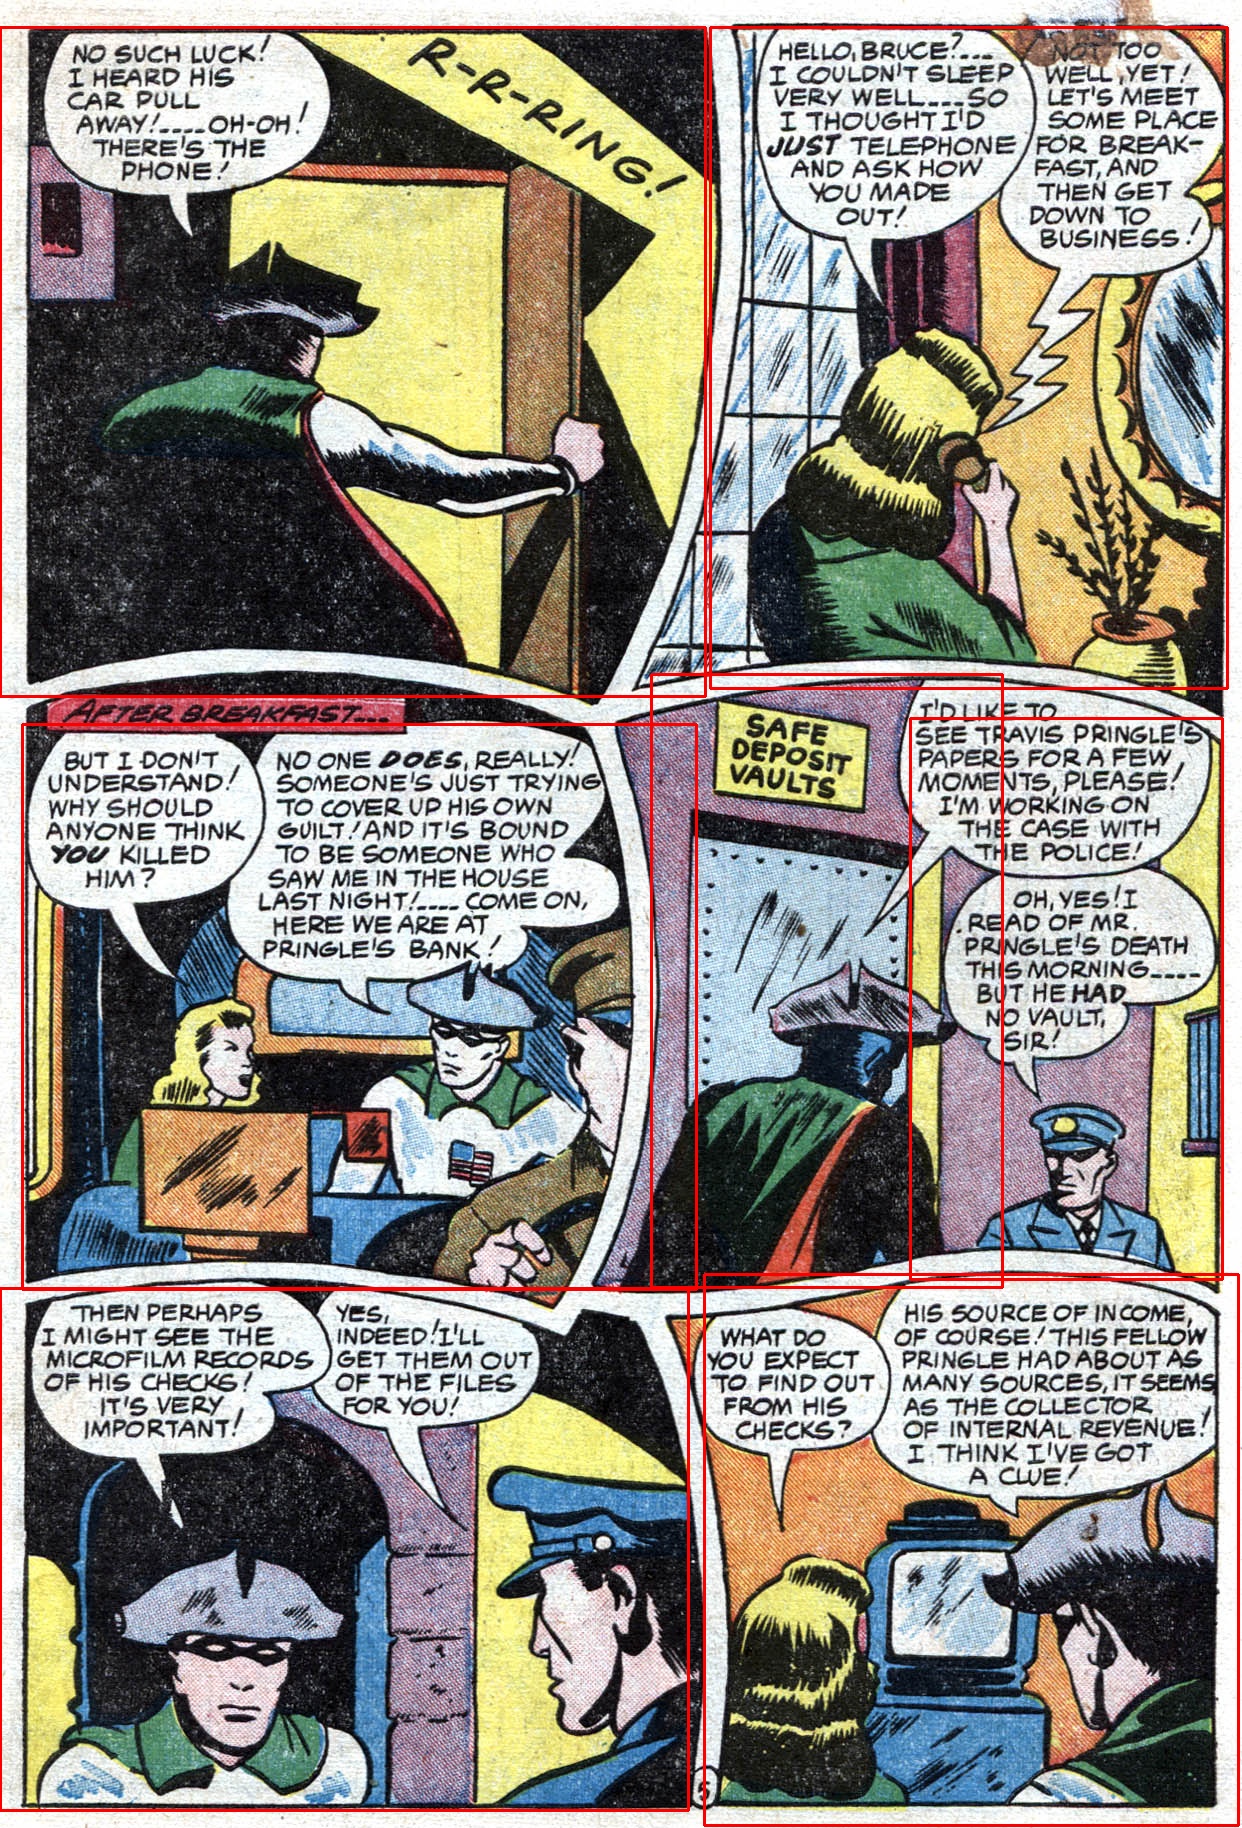 NO SUCH LUCK!
I HEARD HIS
CAR PULL
AWAY!....OH-OH!
THERE'S THE
PHONE!
R-R-RING!
HELLO, BRUCE?....
I COULDN'T SLEEP
VERY WELL....SO
I THOUGHT I'D
JUST TELEPHONE
AND ASK HOW
YOU MADE
OUT!
NOT TOO
WELL, YET!
LET'S MEET
SOME PLACE
FOR BREAK-
FAST, AND
THEN GET
DOWN TO
BUSINESS!
AFTER BREAKFAST...
BUT I DON'T
UNDERSTAND!
WHY SHOULD
ANYONE THINK
YOU KILLED
HIM?
NO ONE DOES, REALLY!
SOMEONE'S JUST TRYING
TO COVER UP HIS OWN
GUILT! AND IT'S BOUND
TO BE SOMEONE WHO
SAW ME IN THE HOUSE
LAST NIGHT!.... COME ON,
HERE WE ARE AT
PRINGLE'S BANK!
SAFE
DEPOSIT
VAULTS
I'D LIKE TO
SEE TRAVIS PRINGLE'S
PAPERS FOR A FEW
MOMENTS, PLEASE!
I'M WORKING ON
THE CASE WITH
THE POLICE!
OH, YES! I
READ OF MR.
PRINGLE'S DEATH
THIS MORNING....
BUT HE HAD
NO VAULT,
SIR!
THEN PERHAPS
I MIGHT SEE THE
MICROFILM RECORDS
OF HIS CHECKS!
IT'S VERY
IMPORTANT!
YES,
INDEED! I'LL
GET THEM OUT
OF THE FILES
FOR YOU!
WHAT DO
YOU EXPECT
TO FIND OUT
FROM HIS
CHECKS?
HIS SOURCE OF INCOME,
OF COURSE! THIS FELLOW
PRINGLE HAD ABOUT AS
MANY SOURCES, IT SEEMS
AS THE COLLECTOR
OF INTERNAL REVENUE!
I THINK I'VE GOT
A CLUE!
5